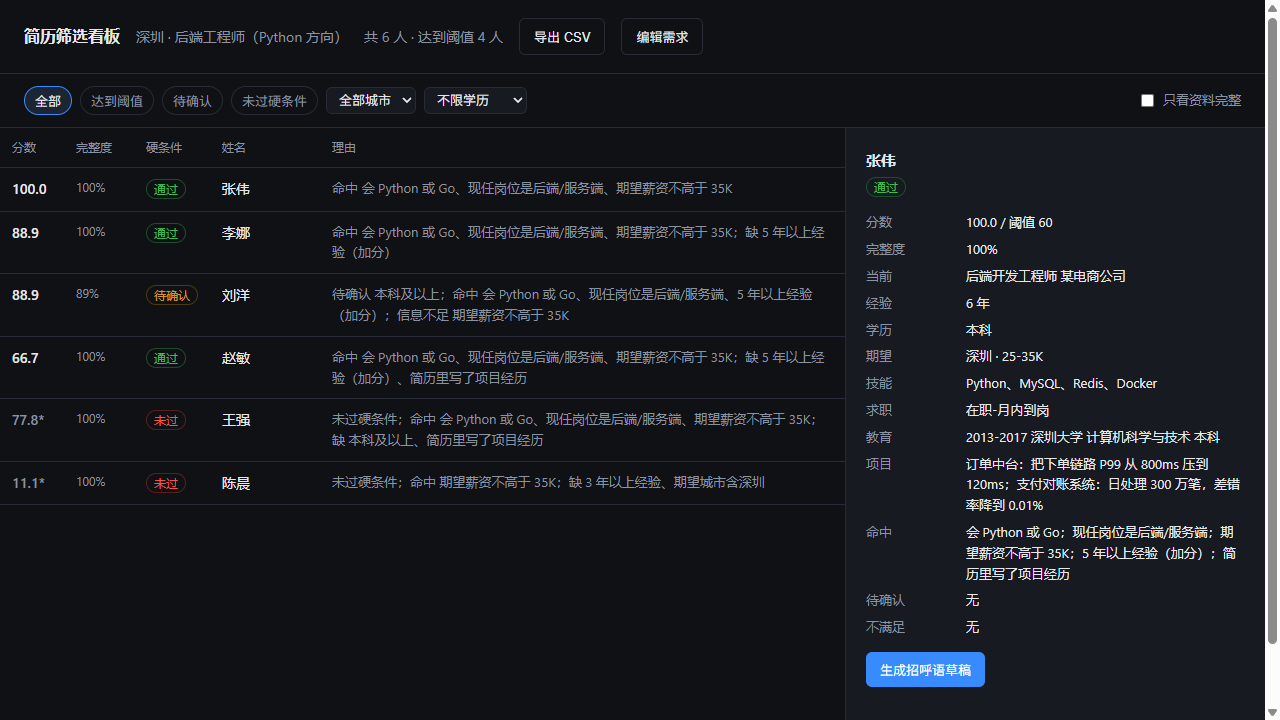 简历筛选看板 深圳 · 后端工程师（Python 方向） 共 6 人 · 达到阈值 4 人 导出 CSV 编辑需求
全部 达到阈值 待确认 未过硬条件 全部城市 不限学历 只看资料完整
分数 完整度 硬条件 姓名 理由
100.0 100% 通过 张伟 命中 会 Python 或 Go、现任岗位是后端/服务端、期望薪资不高于 35K
88.9 100% 通过 李娜 命中 会 Python 或 Go、现任岗位是后端/服务端、期望薪资不高于 35K；缺 5 年以上经
验（加分）
88.9 89% 待确认 刘洋 待确认 本科及以上；命中 会 Python 或 Go、现任岗位是后端/服务端、5 年以上经验
（加分）；信息不足 期望薪资不高于 35K
66.7 100% 通过 赵敏 命中 会 Python 或 Go、现任岗位是后端/服务端、期望薪资不高于 35K；缺 5 年以上经
验（加分）、简历里写了项目经历
77.8* 100% 未过 王强 未过硬条件；命中 会 Python 或 Go、现任岗位是后端/服务端、期望薪资不高于 35K；
缺 本科及以上、简历里写了项目经历
11.1* 100% 未过 陈晨 未过硬条件；命中 期望薪资不高于 35K；缺 3 年以上经验、期望城市含深圳
张伟
通过
分数 100.0 / 阈值 60
完整度 100%
当前 后端开发工程师 某电商公司
经验 6 年
学历 本科
期望 深圳 · 25-35K
技能 Python、MySQL、Redis、Docker
求职 在职-月内到岗
教育 2013-2017 深圳大学 计算机科学与技术 本科
项目 订单中台：把下单链路 P99 从 800ms 压到
120ms；支付对账系统：日处理 300 万笔，差错
率降到 0.01%
命中 会 Python 或 Go；现任岗位是后端/服务端；期
望薪资不高于 35K；5 年以上经验（加分）；简
历里写了项目经历
待确认 无
不满足 无
生成招呼语草稿